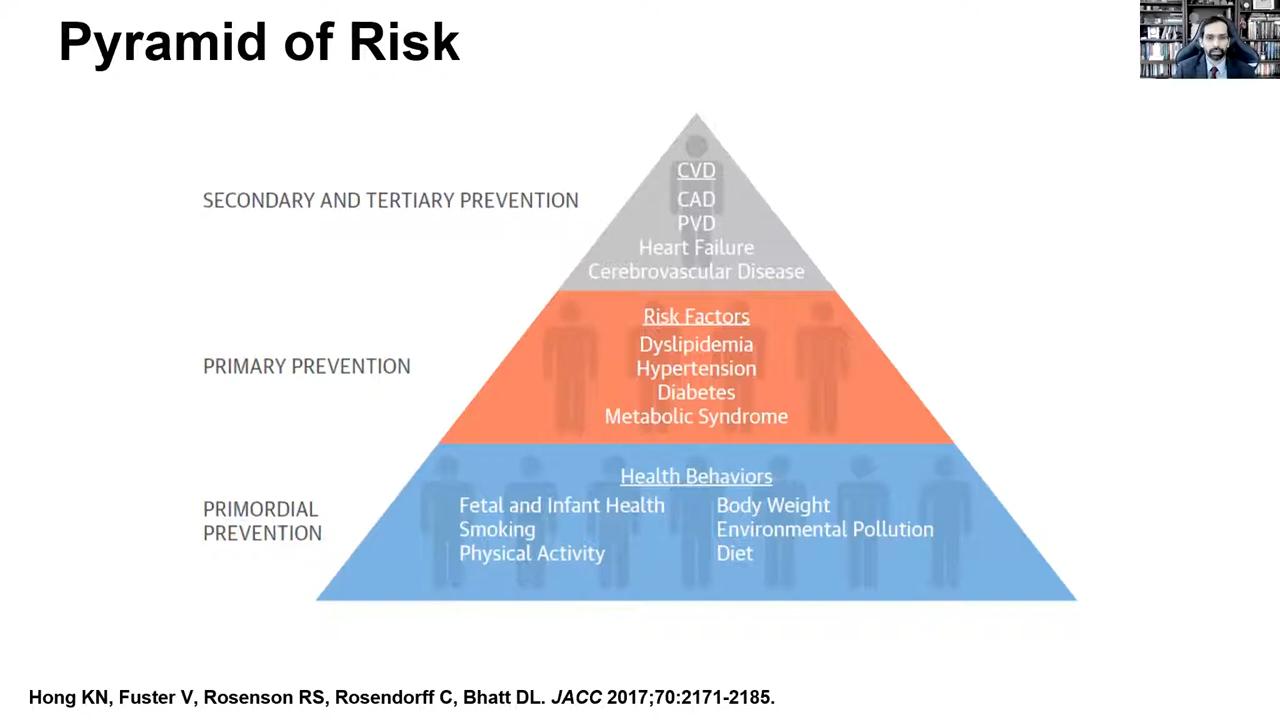 Pyramid of Risk
SECONDARY AND TERTIARY PREVENTION
CVD
CAD
PVD
Heart Failure
Cerebrovascular Disease
PRIMARY PREVENTION
Risk Factors
Dyslipidemia
Hypertension
Diabetes
Metabolic Syndrome
PRIMORDIAL
PREVENTION
Health Behaviors
Fetal and Infant Health
Smoking
Physical Activity
Body Weight
Environmental Pollution
Diet
Hong KN, Fuster V, Rosenson RS, Rosendorff C, Bhatt DL. JACC 2017;70:2171-2185.